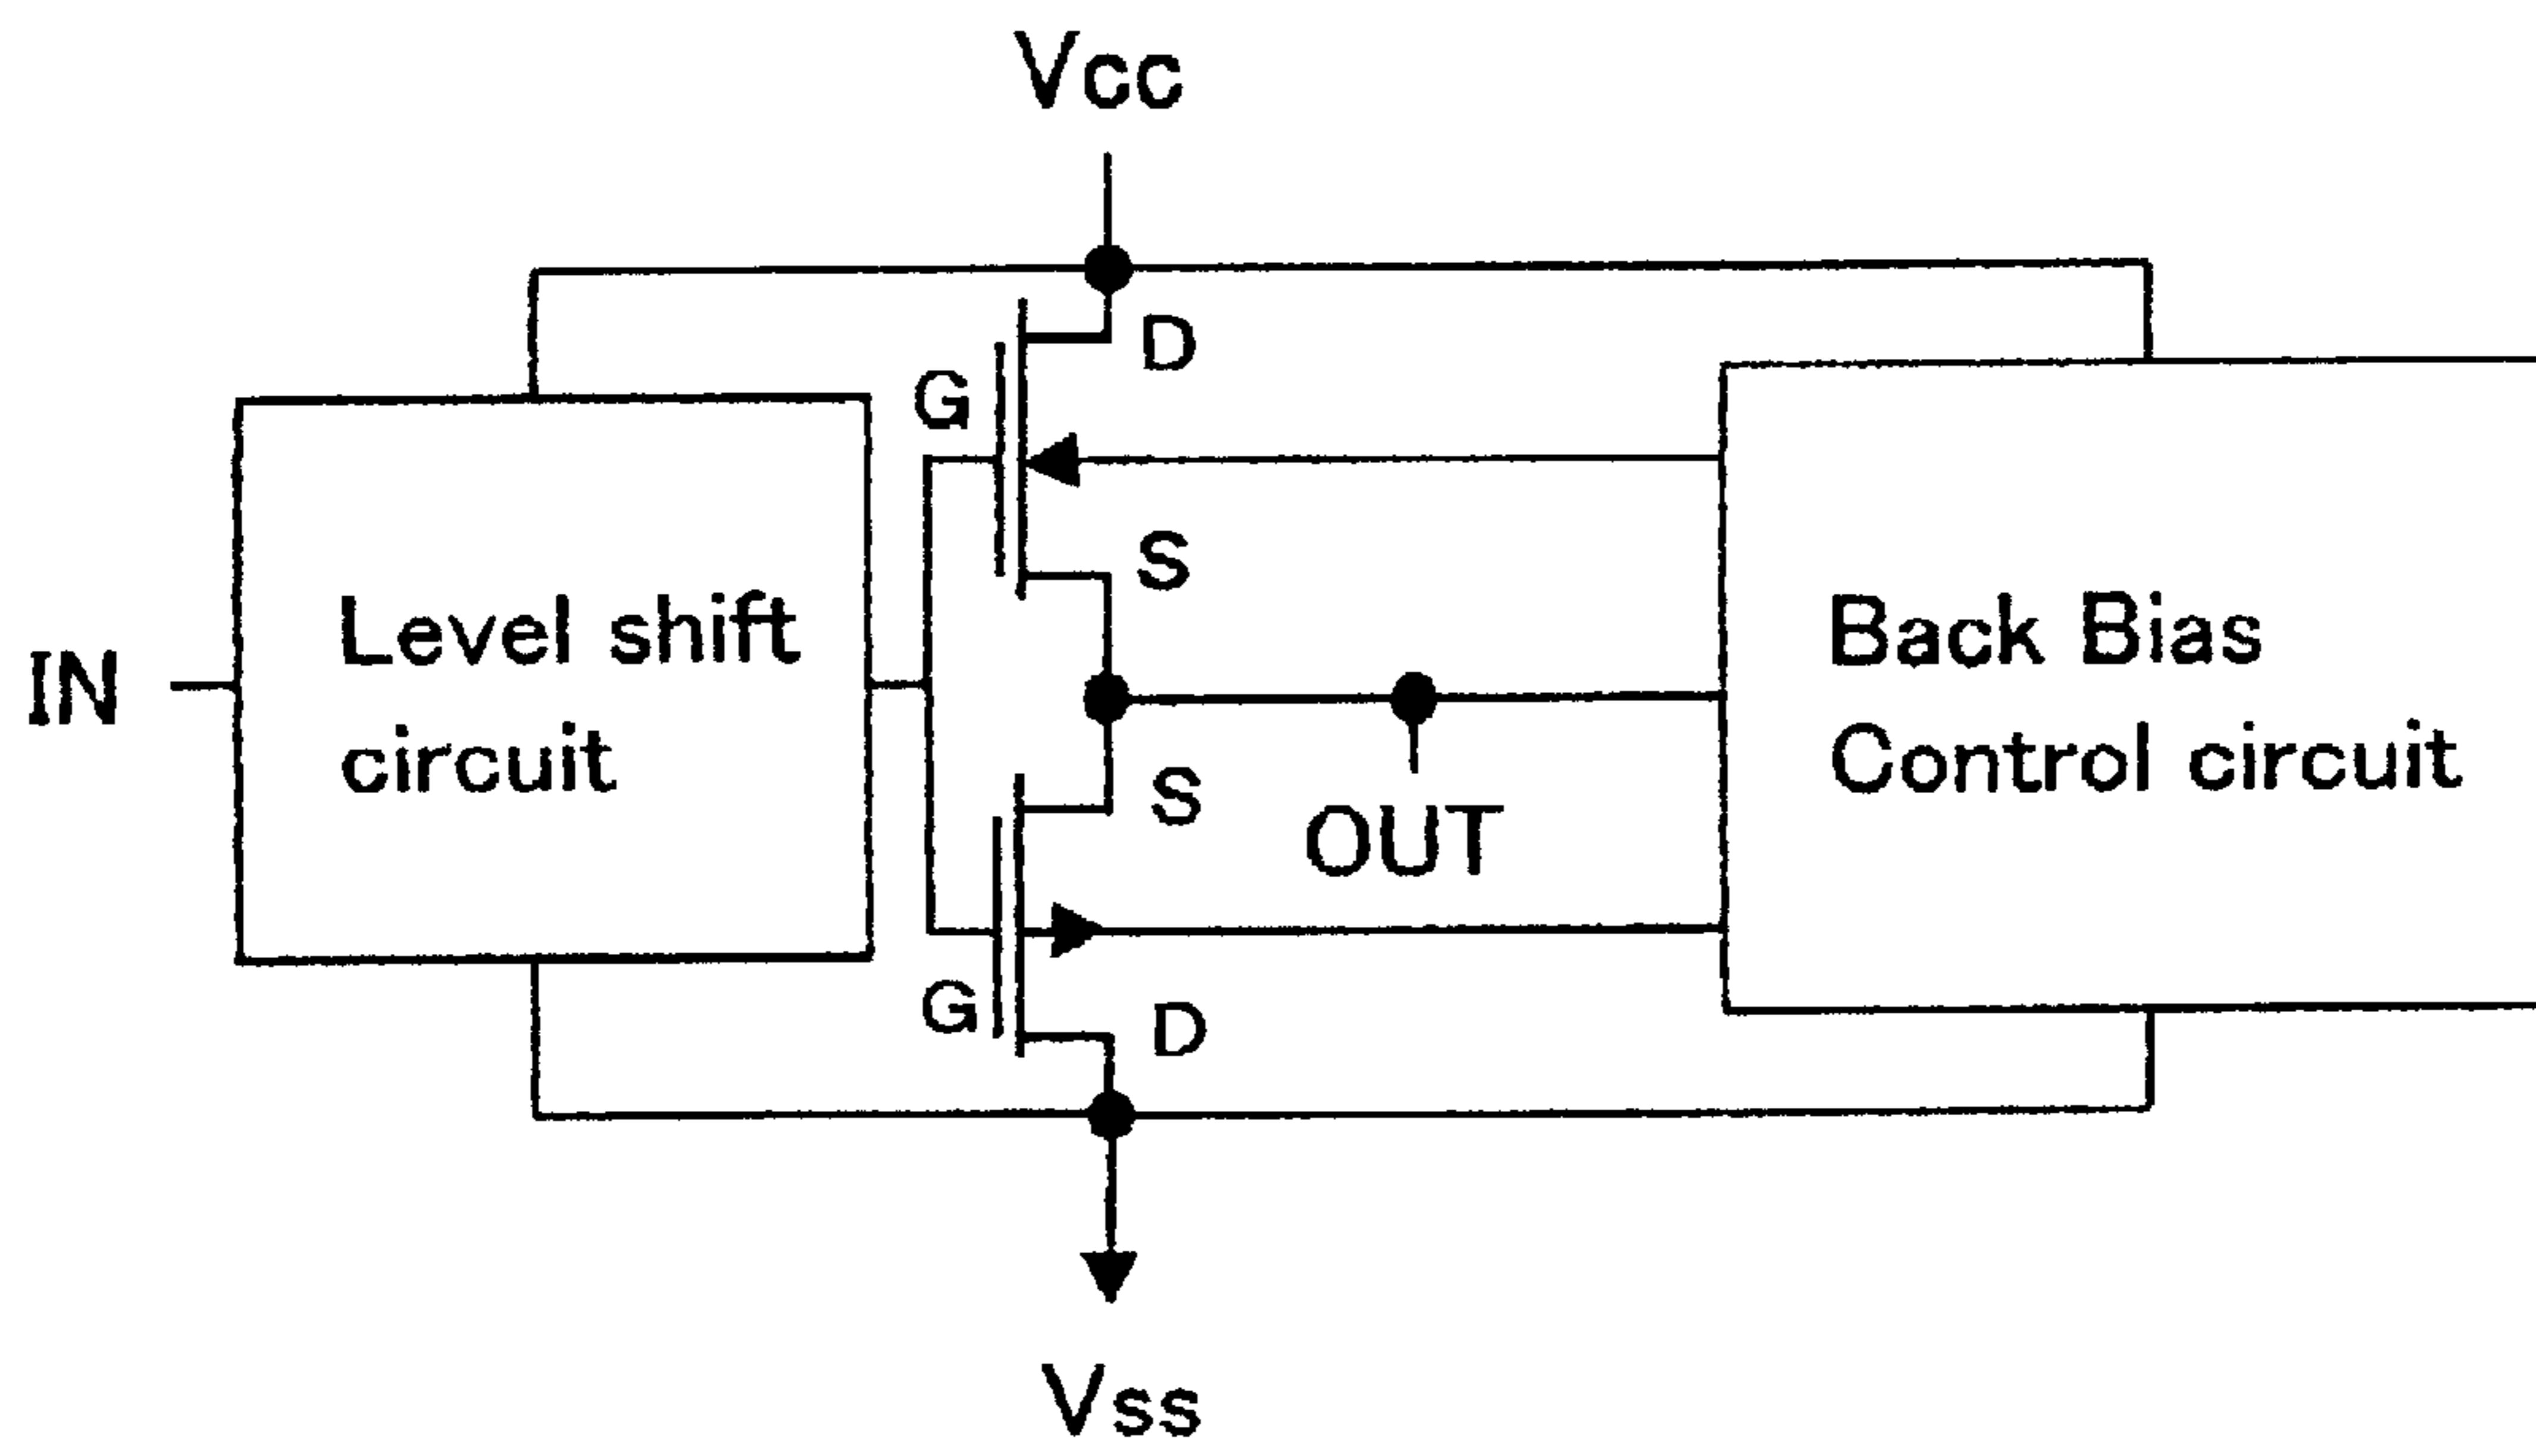 Vcc
D
G
S
Level shift
circuit
IN
Back Bias
Control circuit
S
OUT
G
D
Vss